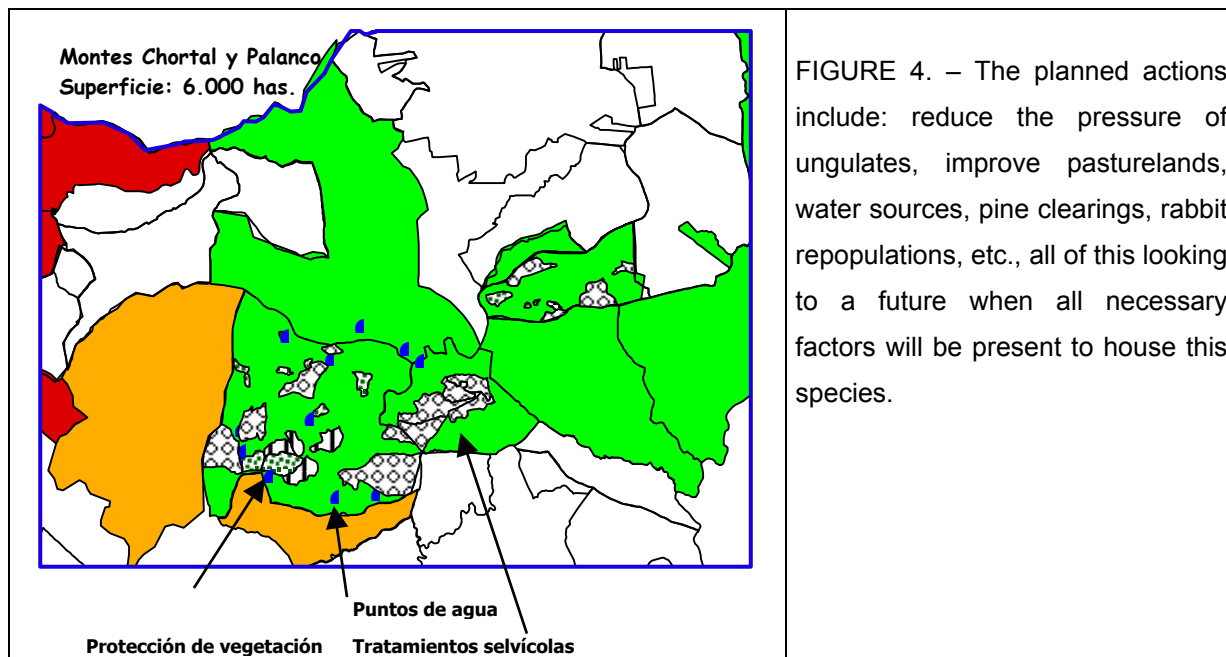 Montes Chortal y Palanco
Superficie: 6.000 has.
Puntos de agua
Protección de vegetación
Tratamientos selvícolas
FIGURE 4. – The planned actions
include: reduce the pressure of
ungulates, improve pasturelands,
water sources, pine clearings, rabbit
repopulations, etc., all of this looking
to a future when all necessary
factors will be present to house this
species.